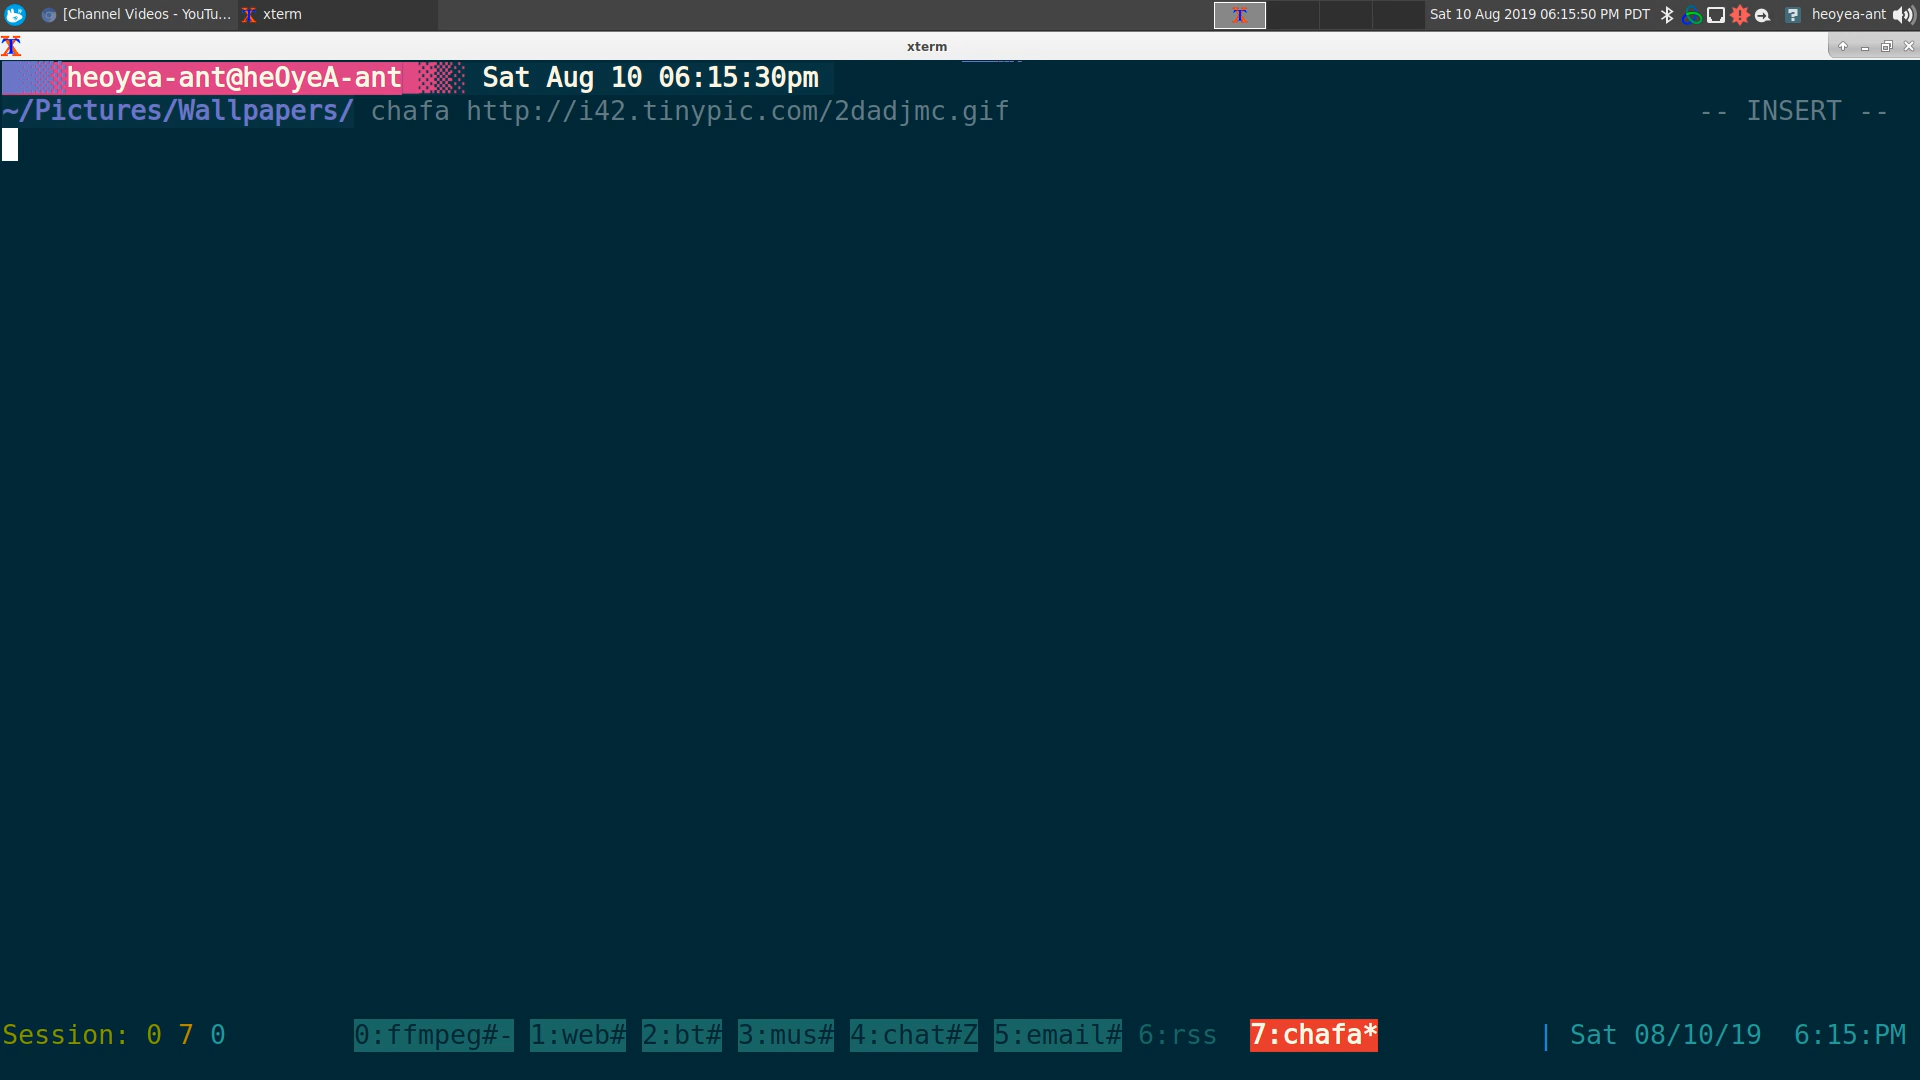 [Channel Videos - YouTu... xterm Sat 10 Aug 2019 06:15:50 PM PDT heoyea-ant
xterm
heoyea-ant@heOyeA-ant Sat Aug 10 06:15:30pm
~/Pictures/Wallpapers/ chafa http://i42.tinypic.com/2dadjmc.gif -- INSERT --
Session: 0 7 0 0:ffmpeg#- 1:web# 2:bt# 3:mus# 4:chat#Z 5:email# 6:rss 7:chafa* | Sat 08/10/19 6:15:PM